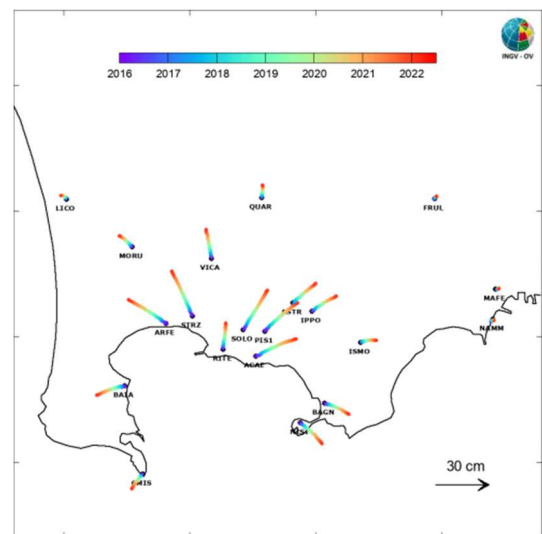 INGV - OV
2016 2017 2018 2019 2020 2021 2022
LICO
QUAR
FRUL
MORU
VICA
MAFE
STRZ
IPPO
ARFE
NAMM
SOLO
PIS1
RITE
ACAE
ISMO
BAIA
BAGN
30 cm